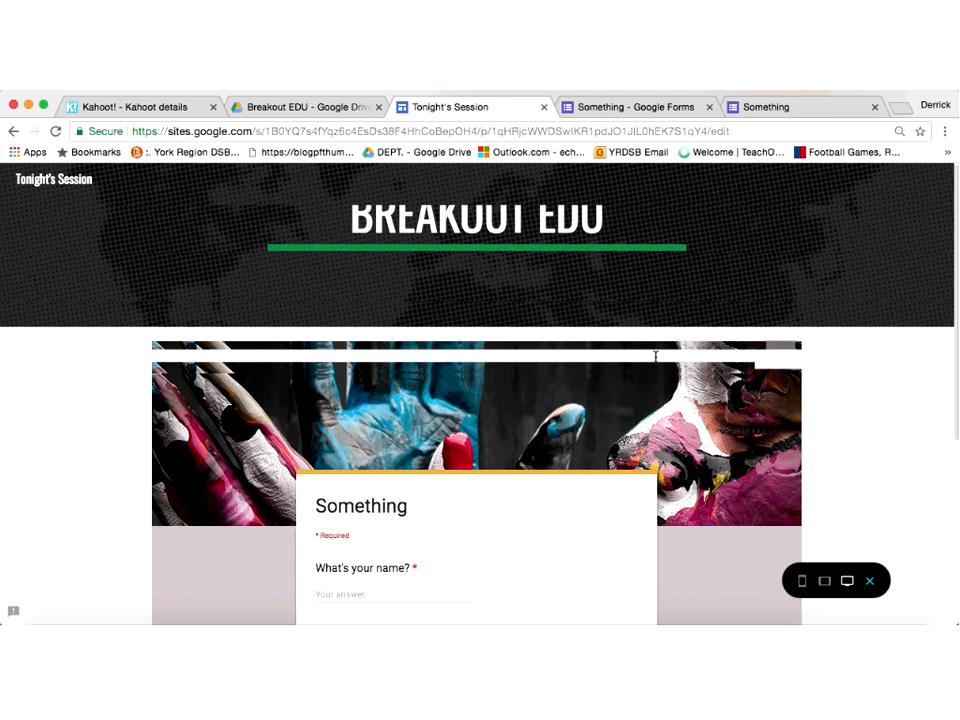 Kahoot! - Kahoot details
Breakout EDU - Google Driv
Tonight's Session
Something - Google Forms
Something
Derrick
Secure https://sites.google.com/s/1B0YQ7s4fYqz6c4EsDs38F4HhCoBepOH4/p/1qHRjcWWDSwIKR1pdJO1JIL0hEK7S1qY4/edit
Apps
Bookmarks
:. York Region DSB...
https://blogpfthum...
DEPT. - Google Drive
Outlook.com - ech...
YRDSB Email
Welcome | TeachO...
Football Games, R...
Tonight's Session
BREAKOUT EDU
Something
* Required
What's your name? *
Your answer